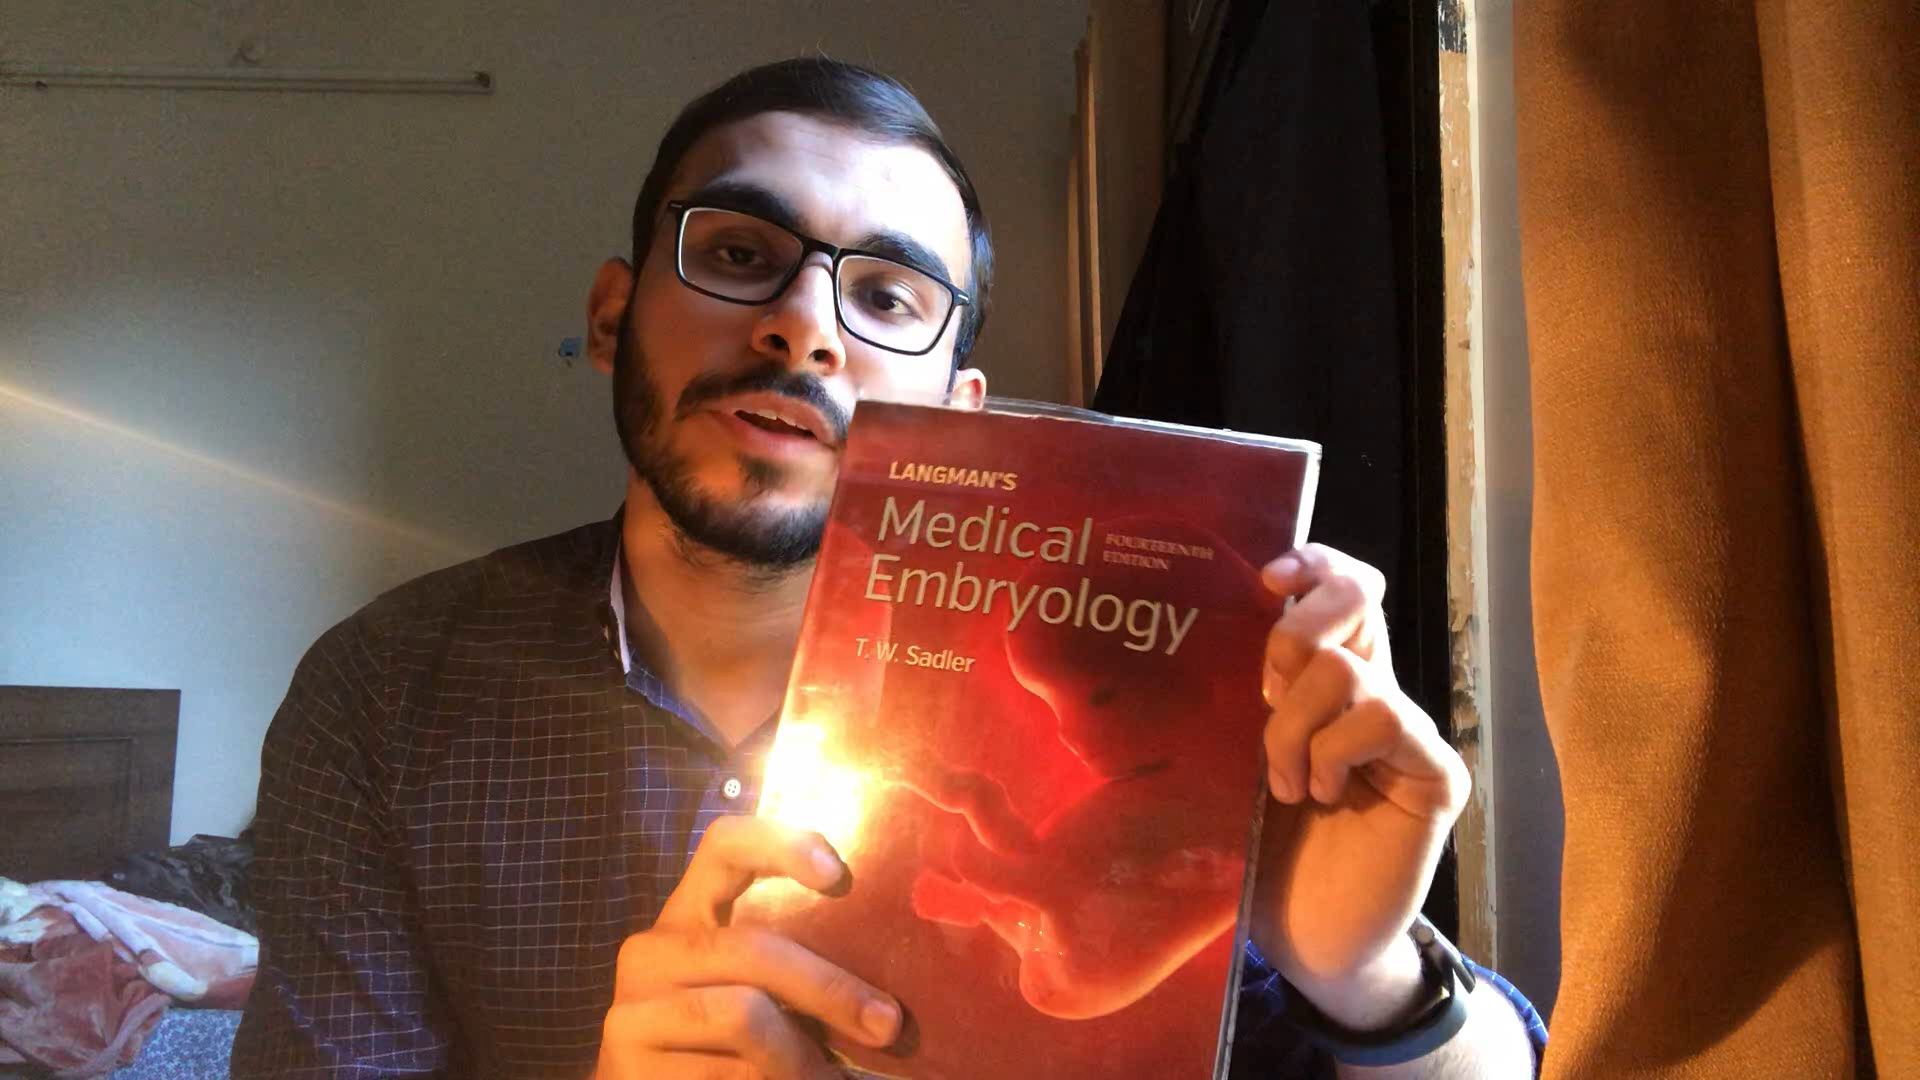 LANGMAN'S
Medical
Embryology
FOURTEENTH
EDITION
T. W. Sadler